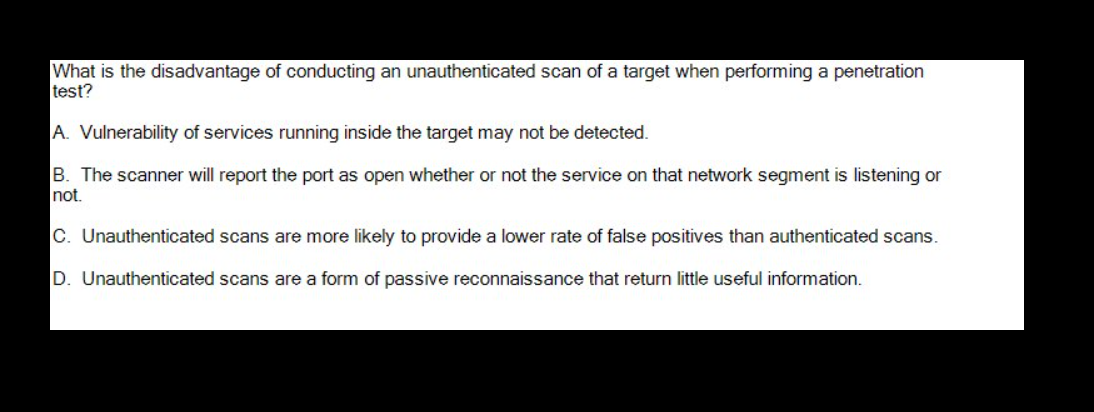 What is the disadvantage of conducting an unauthenticated scan of a target when performing a penetration
test?
A. Vulnerability of services running inside the target may not be detected.
B. The scanner will report the port as open whether or not the service on that network segment is listening or
not.
C. Unauthenticated scans are more likely to provide a lower rate of false positives than authenticated scans.
D. Unauthenticated scans are a form of passive reconnaissance that return little useful information.